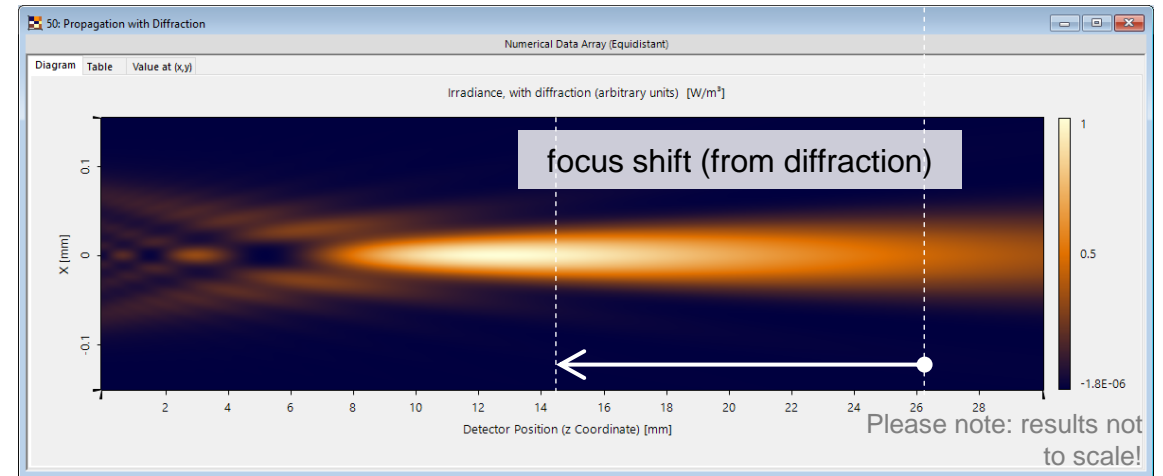 50: Propagation with Diffraction
Numerical Data Array (Equidistant)
Diagram Table Value at (x,y)
Irradiance, with diffraction (arbitrary units) [W/m³]
focus shift (from diffraction)
X [mm]
0.1
0
-0.1
1
0.5
-1.8E-06
2 4 6 8 10 12 14 16 18 20 22 24 26 28
Detector Position (z Coordinate) [mm]
Please note: results not
to scale!